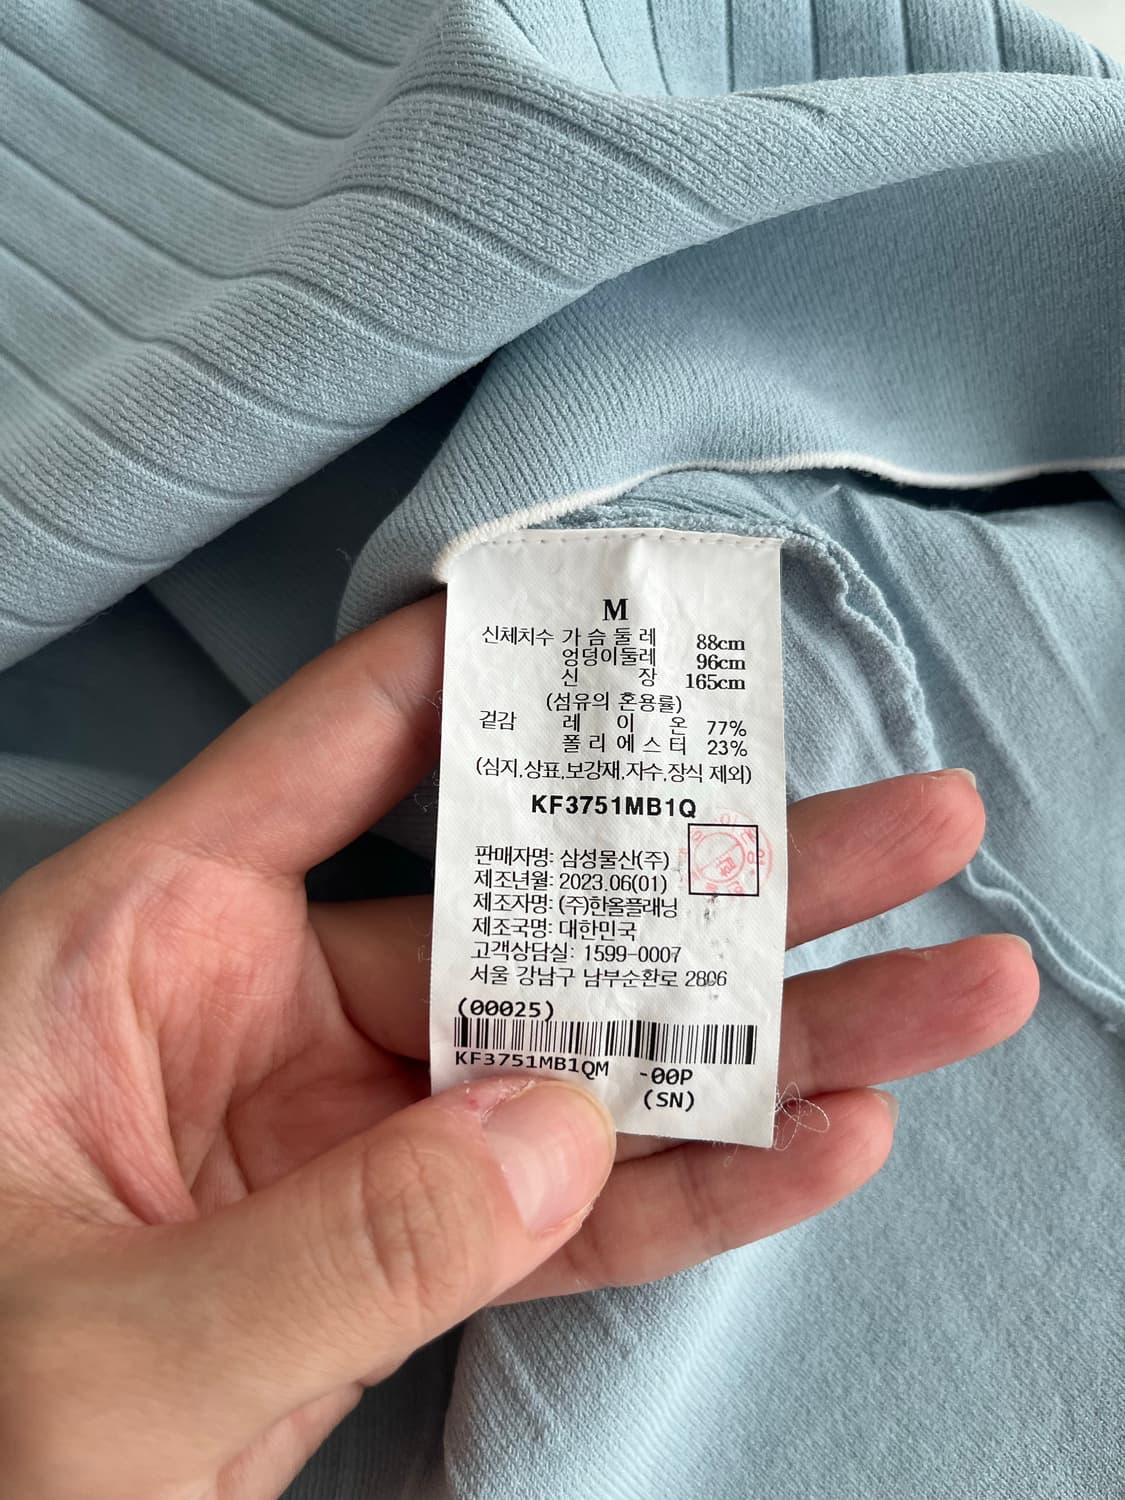 M
신체치수 가슴둘레 88cm
엉덩이둘레 96cm
신장 165cm
(섬유의 혼용률)
겉감 레이온 77%
폴리에스터 23%
(심지.상표.보강재.자수.장식 제외)
KF3751MB1Q
판매자명: 삼성물산(주)
제조년월: 2023.06(01)
제조자명: (주)한올플래닝
제조국명: 대한민국
고객상담실: 1599-0007
서울 강남구 남부순환로 2806
(00025)
KF3751MB1QM -00P
(SN)